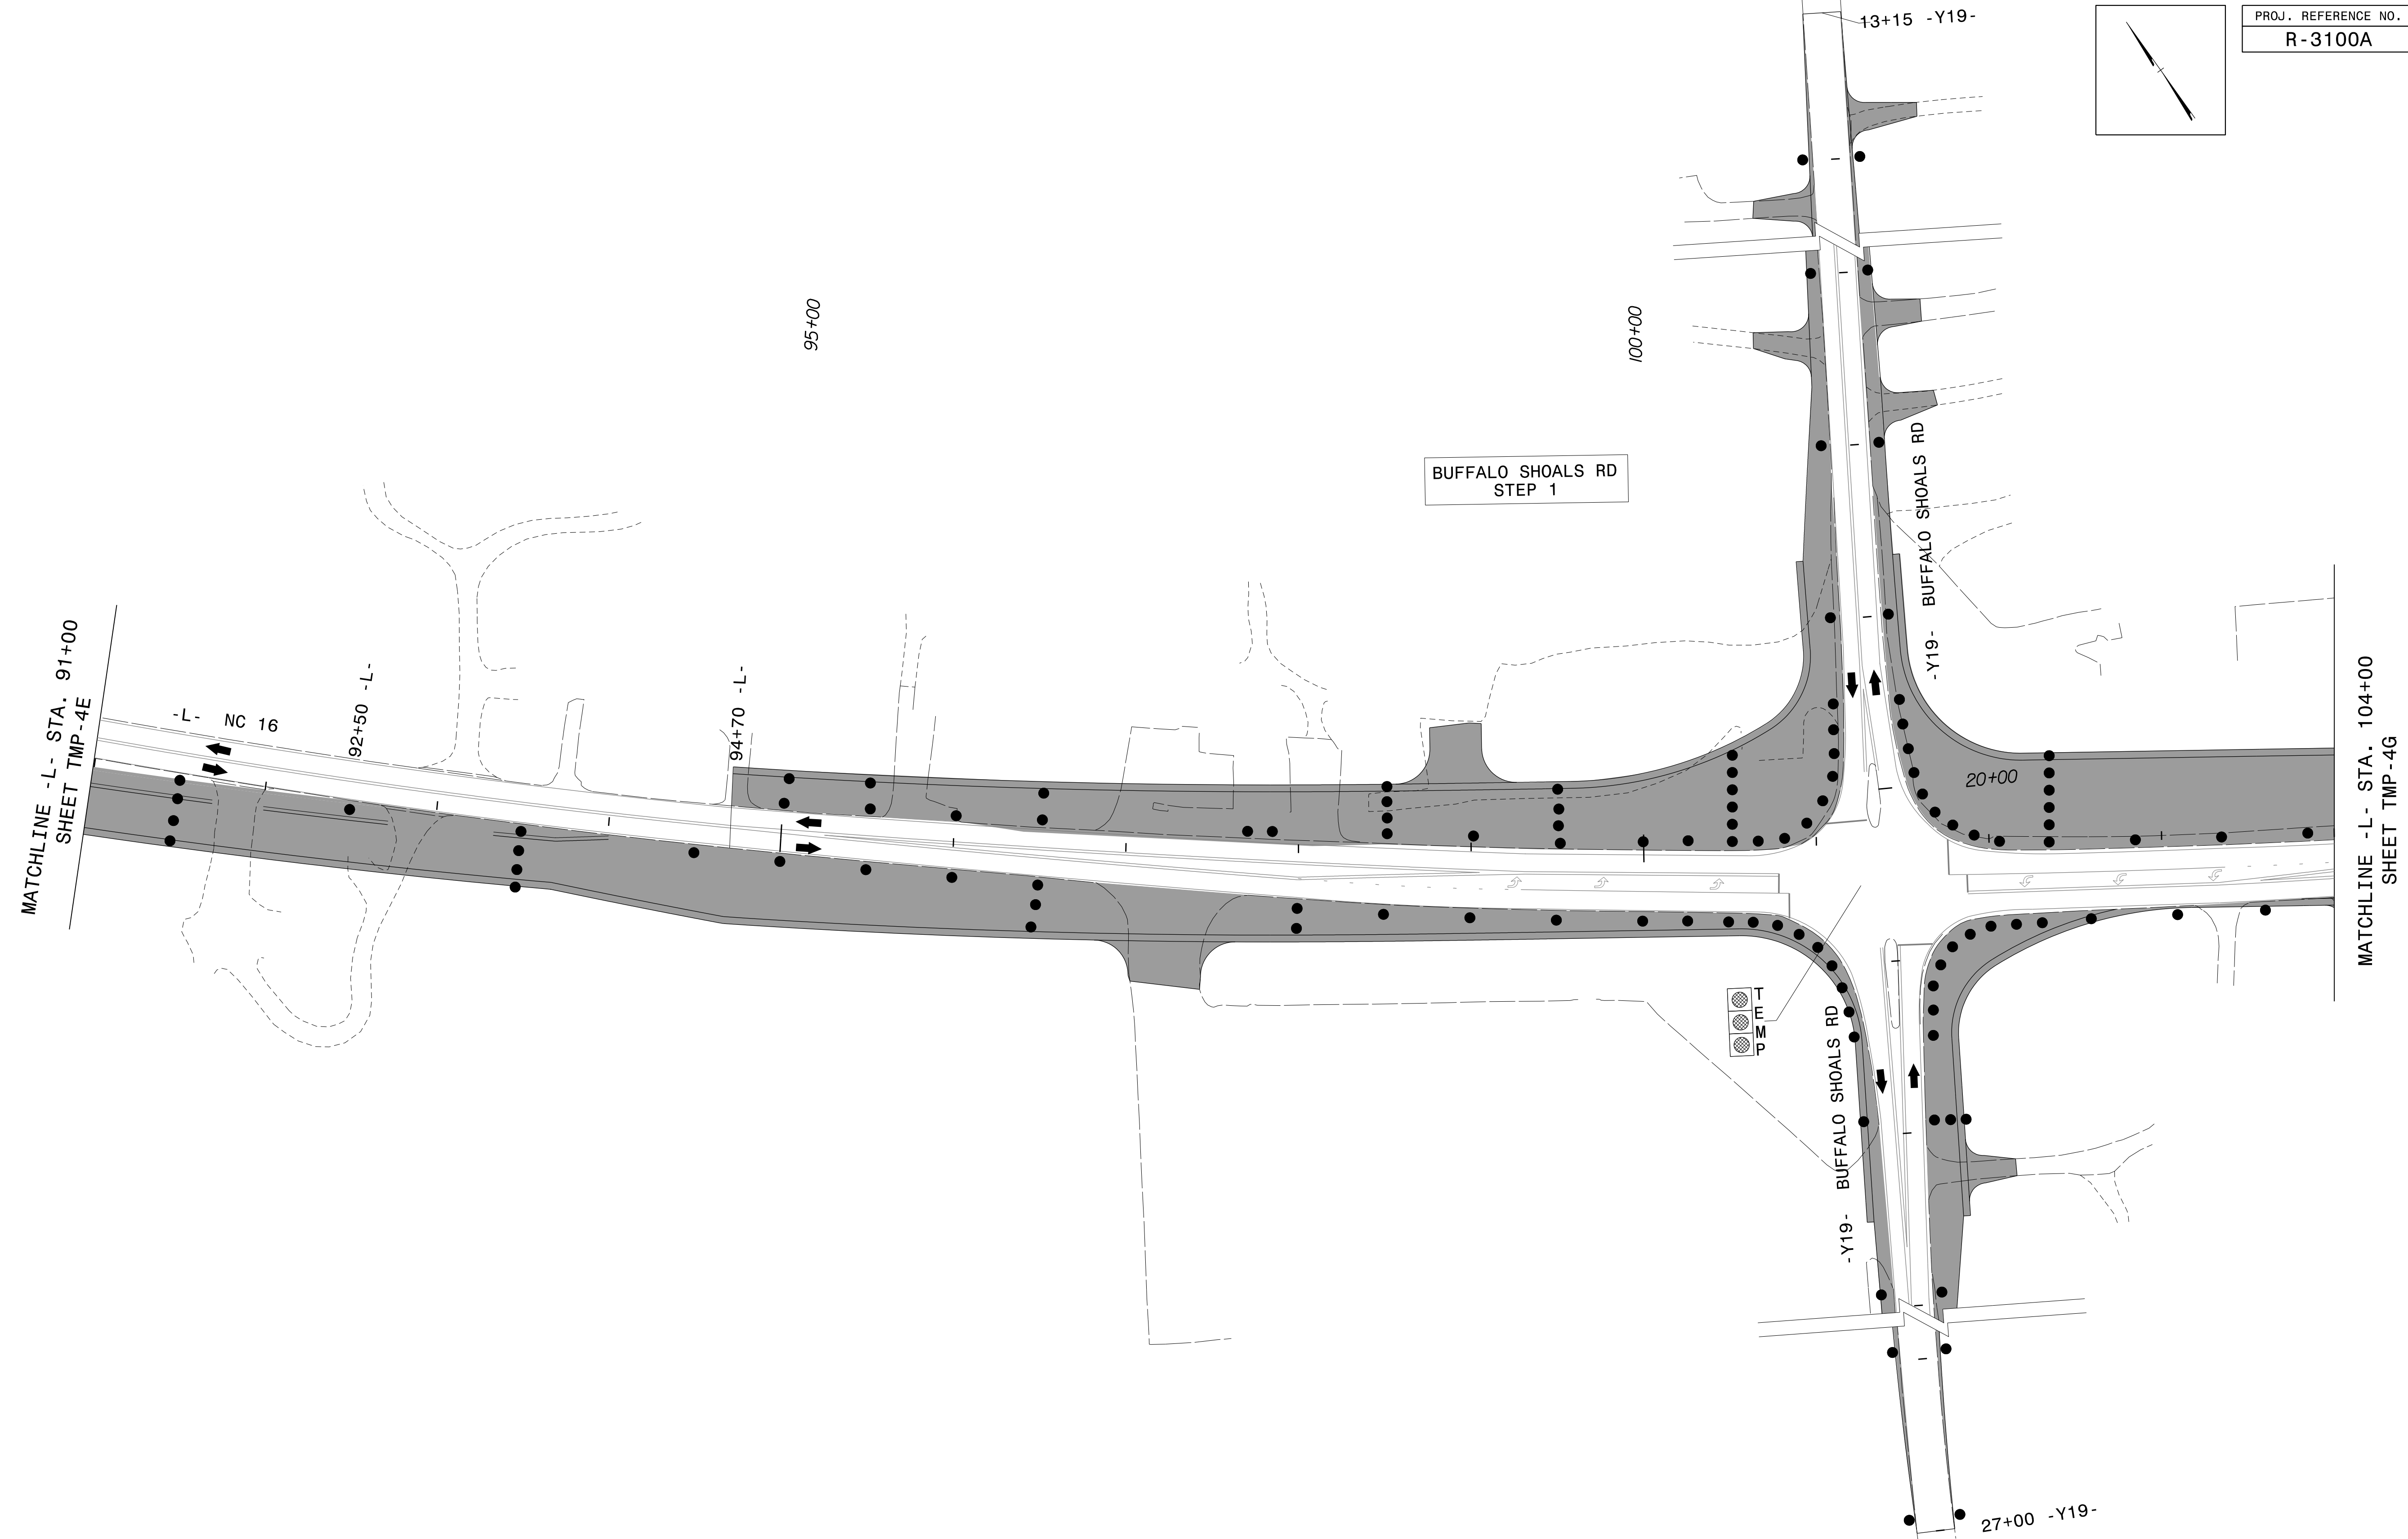 13+15 -Y19-
PROJ. REFERENCE NO.
R-3100A
95+00
100+00
BUFFALO SHOALS RD
STEP 1
-Y19- BUFFALO SHOALS RD
MATCHLINE -L- STA. 91+00
SHEET TMP-4E
-L- NC 16
92+50 -L-
94+70 -L-
20+00
MATCHLINE -L- STA. 104+00
SHEET TMP-4G
T
E
M
P
-Y19- BUFFALO SHOALS RD
27+00 -Y19-